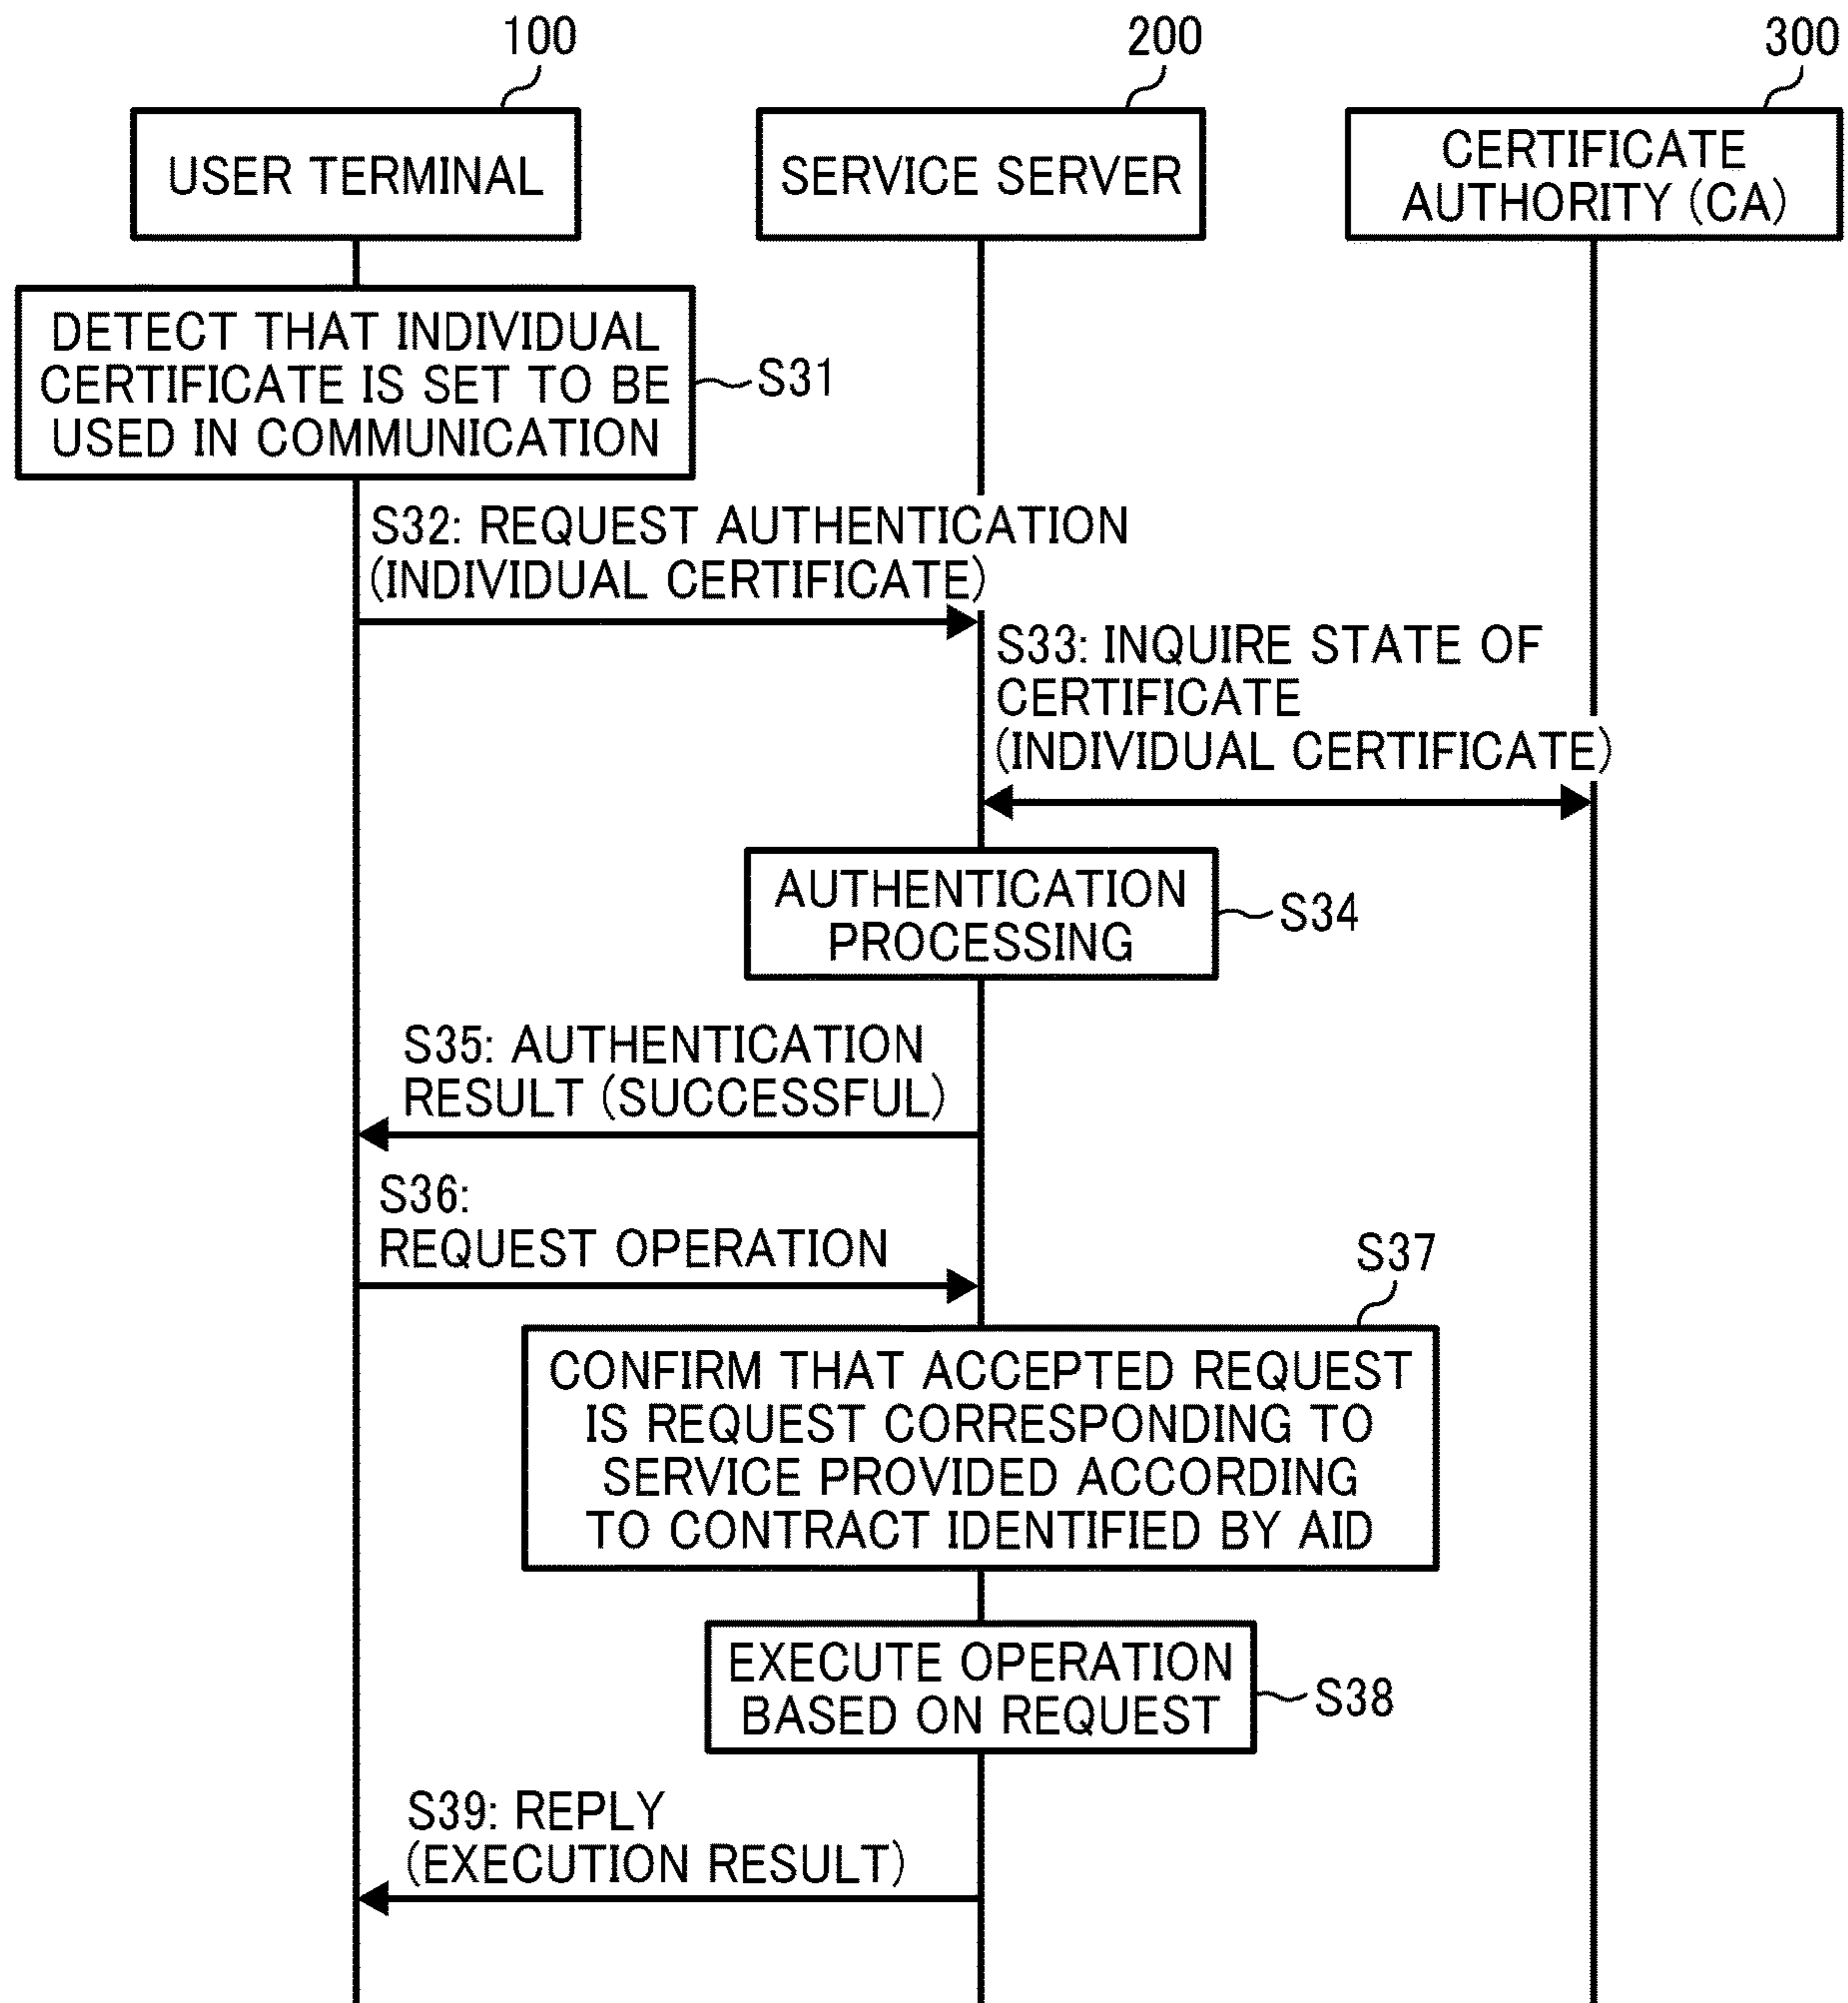 100
200
300
USER TERMINAL
SERVICE SERVER
CERTIFICATE
AUTHORITY (CA)
DETECT THAT INDIVIDUAL
CERTIFICATE IS SET TO BE
USED IN COMMUNICATION
S31
S32: REQUEST AUTHENTICATION
(INDIVIDUAL CERTIFICATE)
S33: INQUIRE STATE OF
CERTIFICATE
(INDIVIDUAL CERTIFICATE)
AUTHENTICATION
PROCESSING
S34
S35: AUTHENTICATION
RESULT (SUCCESSFUL)
S36:
REQUEST OPERATION
S37
CONFIRM THAT ACCEPTED REQUEST
IS REQUEST CORRESPONDING TO
SERVICE PROVIDED ACCORDING
TO CONTRACT IDENTIFIED BY AID
EXECUTE OPERATION
BASED ON REQUEST
S38
S39: REPLY
(EXECUTION RESULT)